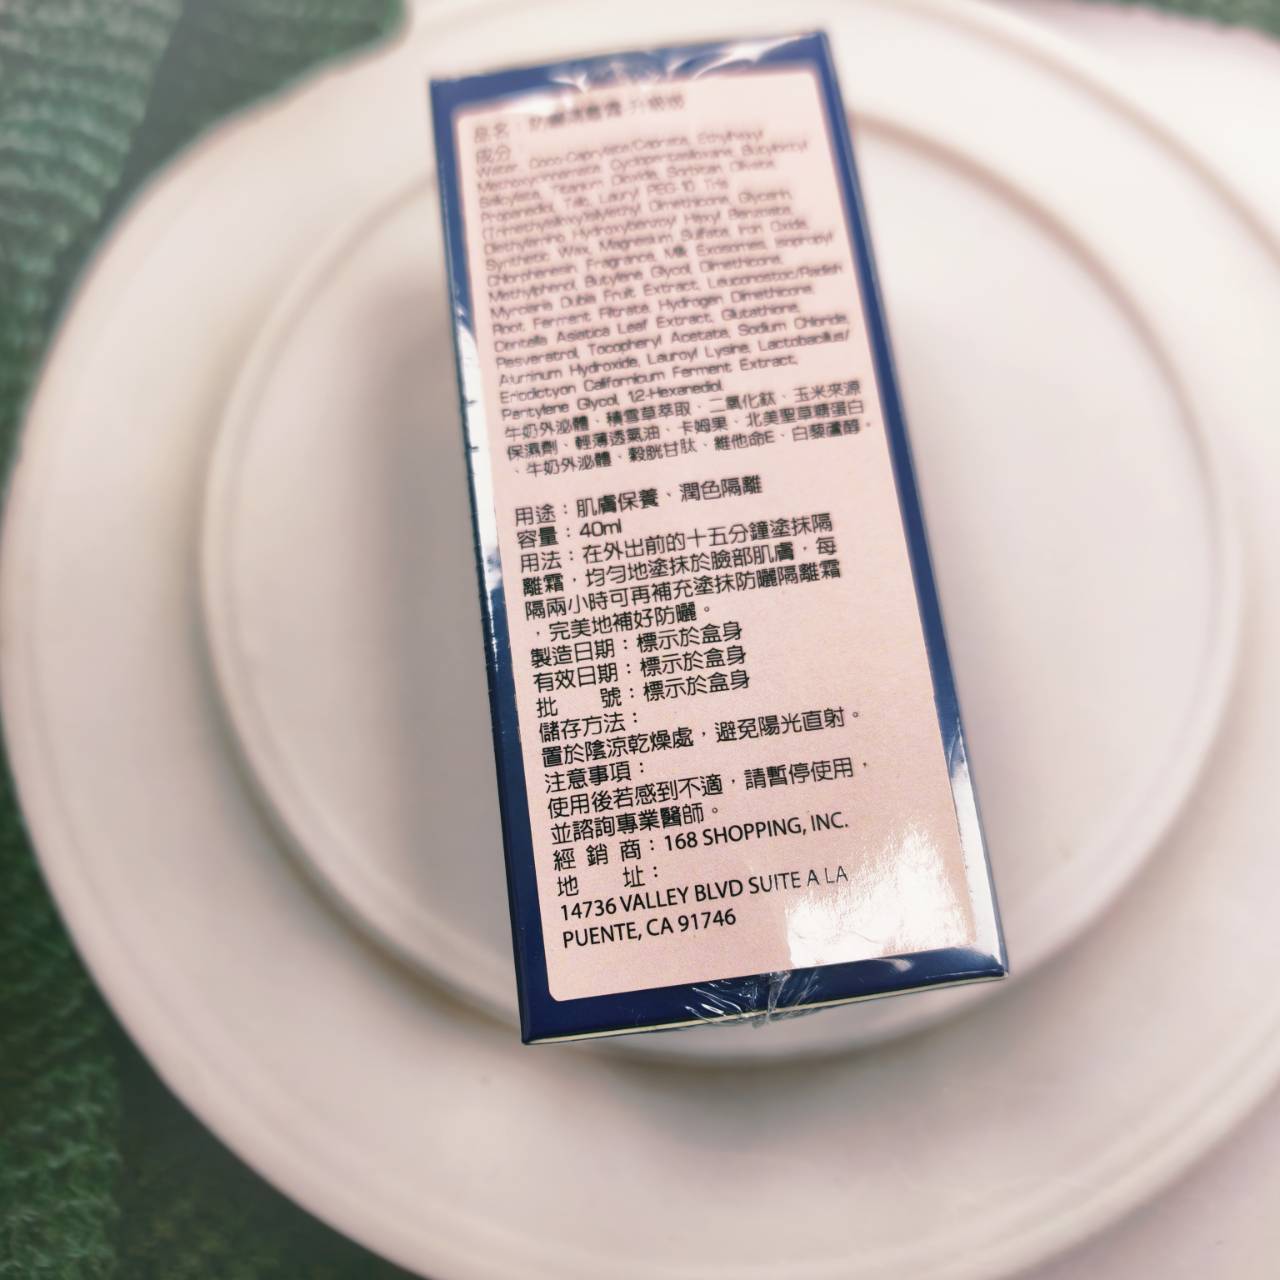 品名：防曬隔離霜 升級版
成分：
Water, Coco-Caprylate/Caprate, Ethylhexyl
Methoxycinnamate, Cyclopentasiloxane, Butyloctyl
Salicylate, Titanium Dioxide, Sorbitan Olivate,
Propanediol, Talc, Lauryl PEG-10 Tris
(Trimethylsiloxy)silylethyl Dimethicone, Glycerin,
Diethylamino Hydroxybenzoyl Hexyl Benzoate,
Synthetic Wax, Magnesium Sulfate, Iron Oxide,
Chlorphenesin, Fragrance, Milk Exosomes, Isopropyl
Methylphenol, Butylene Glycol, Dimethicone,
Myrciaria Dubia Fruit Extract, Leuconostoc/Radish
Root Ferment Filtrate, Hydrogen Dimethicone,
Centella Asiatica Leaf Extract, Glutathione,
Resveratrol, Tocopheryl Acetate, Sodium Chloride,
Aluminum Hydroxide, Lauroyl Lysine, Lactobacillus/
Eriodictyon Californicum Ferment Extract,
Pentylene Glycol, 1,2-Hexanediol.
牛奶外泌體、積雪草萃取、二氧化鈦、玉米來源
保濕劑、輕薄透氣油、卡姆果、北美聖草醣蛋白
、牛奶外泌體、穀胱甘肽、維他命E、白藜蘆醇。
用途：肌膚保養、潤色隔離
容量：40ml
用法：在外出前的十五分鐘塗抹隔
離霜，均勻地塗抹於臉部肌膚，每
隔兩小時可再補充塗抹防曬隔離霜
，完美地補好防曬。
製造日期：標示於盒身
有效日期：標示於盒身
批　　號：標示於盒身
儲存方法：
置於陰涼乾燥處，避免陽光直射。
注意事項：
使用後若感到不適，請暫停使用，
並諮詢專業醫師。
經 銷 商：168 SHOPPING, INC.
地　　址：
14736 VALLEY BLVD SUITE A LA
PUENTE, CA 91746